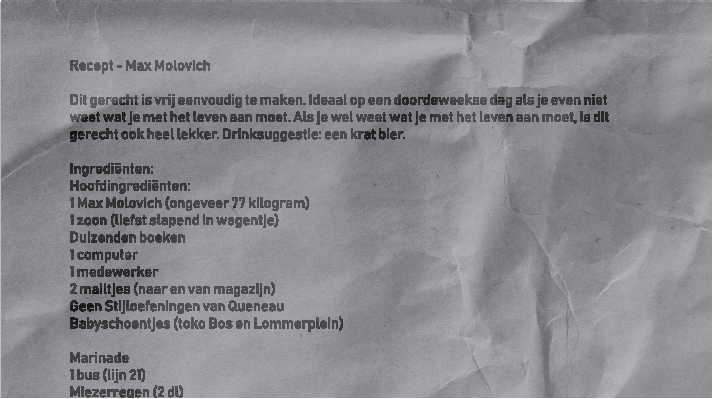 Recept - Max Molovich
Dit gerecht is vrij eenvoudig te maken. Ideaal op een doordeweekse dag als je even niet
weet wat je met het leven aan moet. Als je wel weet wat je met het leven aan moet, is dit
gerecht ook heel lekker. Drinksuggestie: een krat bier.
Ingrediënten:
Hoofdingrediënten:
1 Max Molovich (ongeveer 77 kilogram)
1 zoon (liefst slapend in wagentje)
Duizenden boeken
1 computer
1 medewerker
2 mailtjes (naar en van magazijn)
Geen Stijloefeningen van Queneau
Babyschoentjes (toko Bos en Lommerplein)
Marinade
1 bus (lijn 21)
Miezerregen (2 dl)